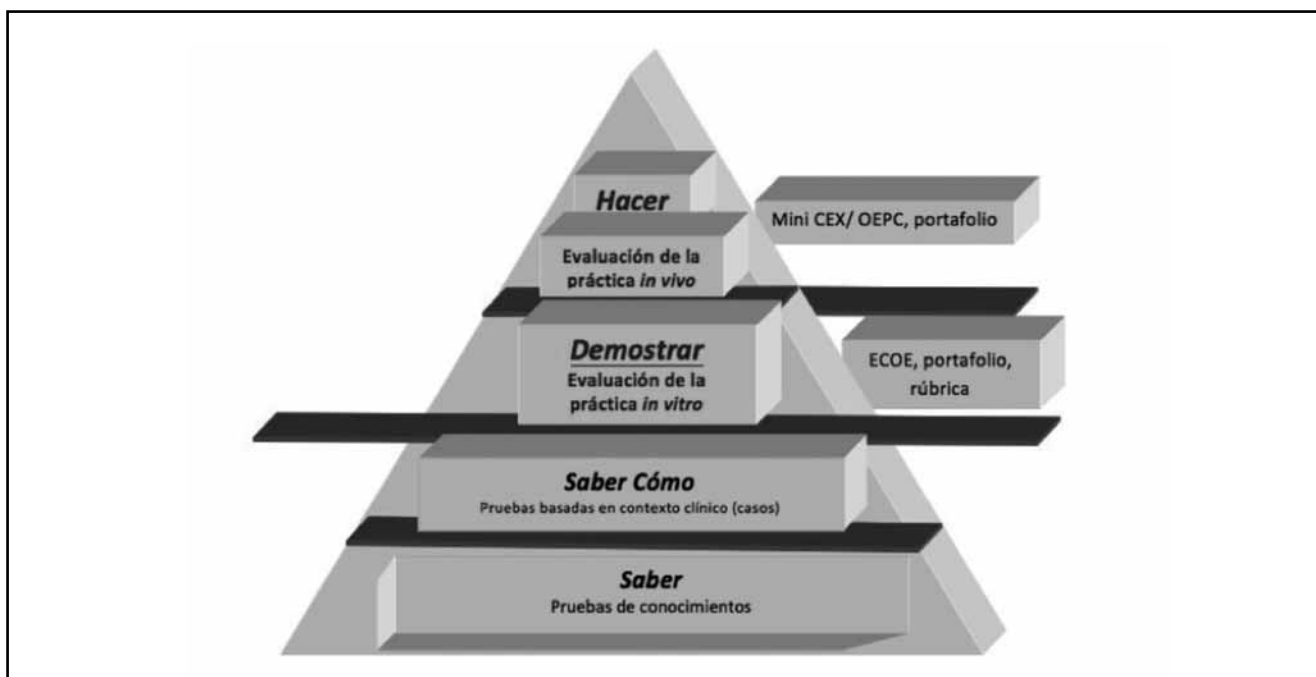 Hacer
Mini CEX/ OEPC, portafolio
Evaluación de la
práctica in vivo
Demostrar
Evaluación de la
práctica in vitro
ECOE, portafolio,
rúbrica
Saber Cómo
Pruebas basadas en contexto clínico (casos)
Saber
Pruebas de conocimientos